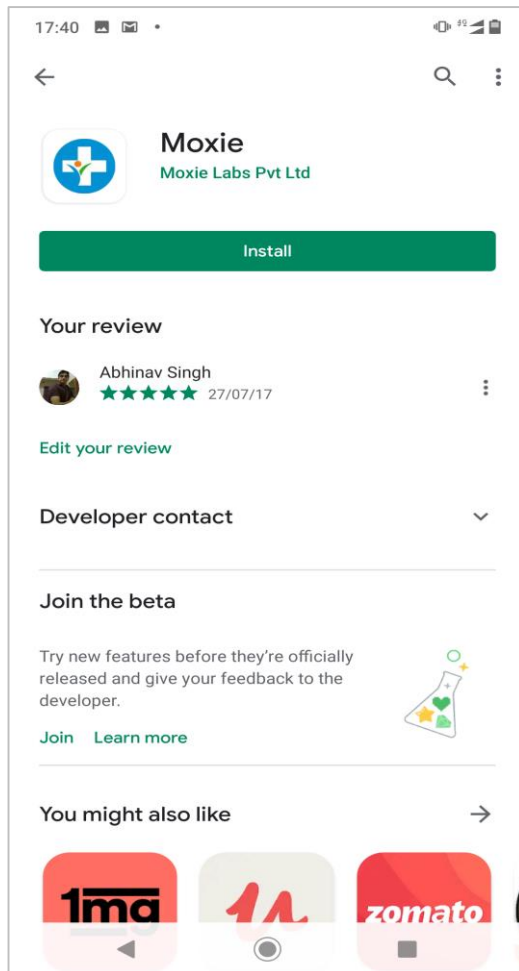 17:40
Moxie
Moxie Labs Pvt Ltd
Install
Your review
Abhinav Singh
27/07/17
Edit your review
Developer contact
Join the beta
Try new features before they're officially
released and give your feedback to the
developer.
Join Learn more
You might also like
1mg zomato